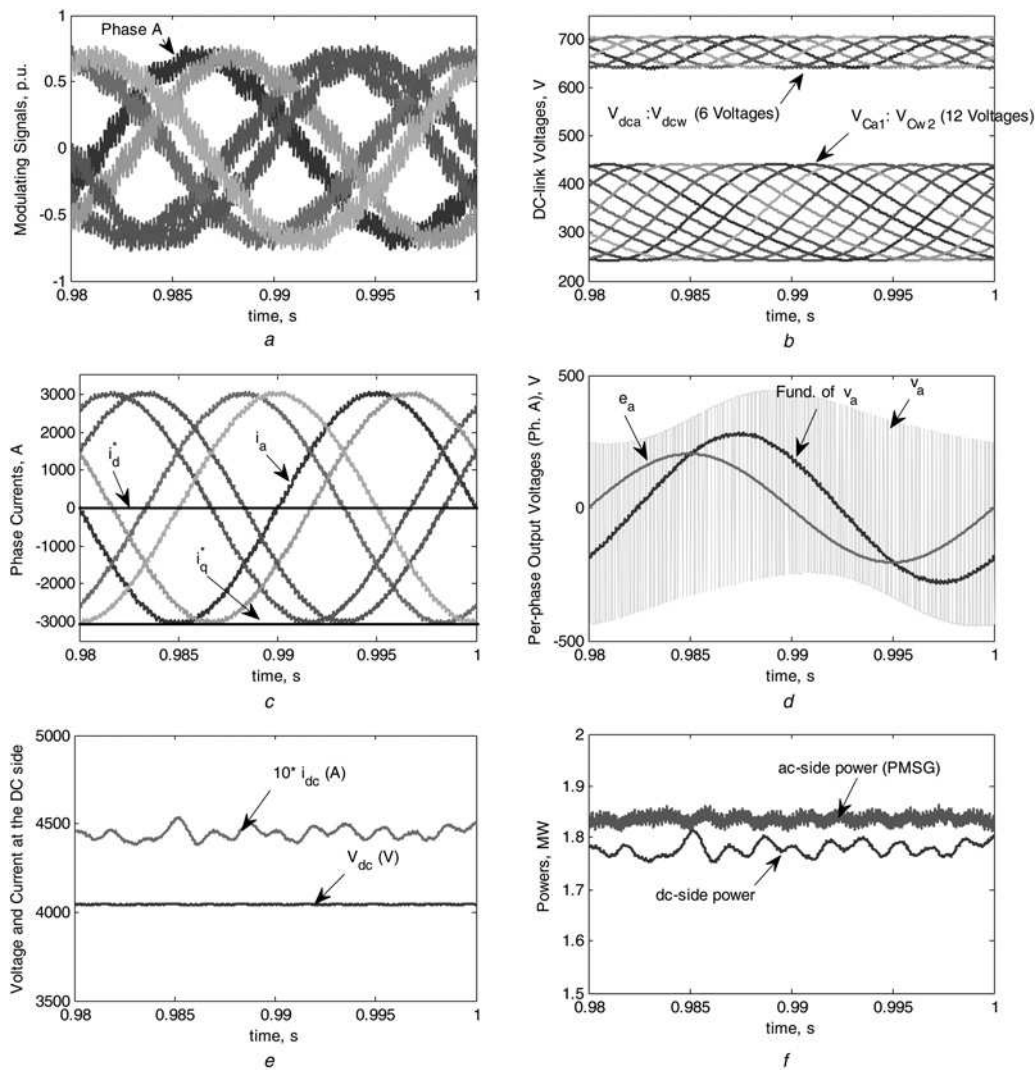 Modulating Signals, p.u.
1
0.5
0
-0.5
-1
Phase A
0.98 0.985 0.99 0.995 1
time, s
a
DC-link Voltages, V
700
600
500
400
300
200
V_dca : V_dcw (6 Voltages)
V_Ca1 : V_Cw2 (12 Voltages)
0.98 0.985 0.99 0.995 1
time, s
b
Phase Currents, A
3000
2000
1000
0
-1000
-2000
-3000
i*_d
i_a
i*_q
0.98 0.985 0.99 0.995 1
time, s
c
Per-phase Output Voltages (Ph. A), V
500
0
-500
e_a
Fund. of v_a
v_a
0.98 0.985 0.99 0.995 1
time, s
d
Voltage and Current at the DC side
5000
4500
4000
3500
10* i_dc (A)
V_dc (V)
0.98 0.985 0.99 0.995 1
time, s
e
Powers, MW
2
1.9
1.8
1.7
1.6
1.5
ac-side power (PMSG)
dc-side power
0.98 0.985 0.99 0.995 1
time, s
f